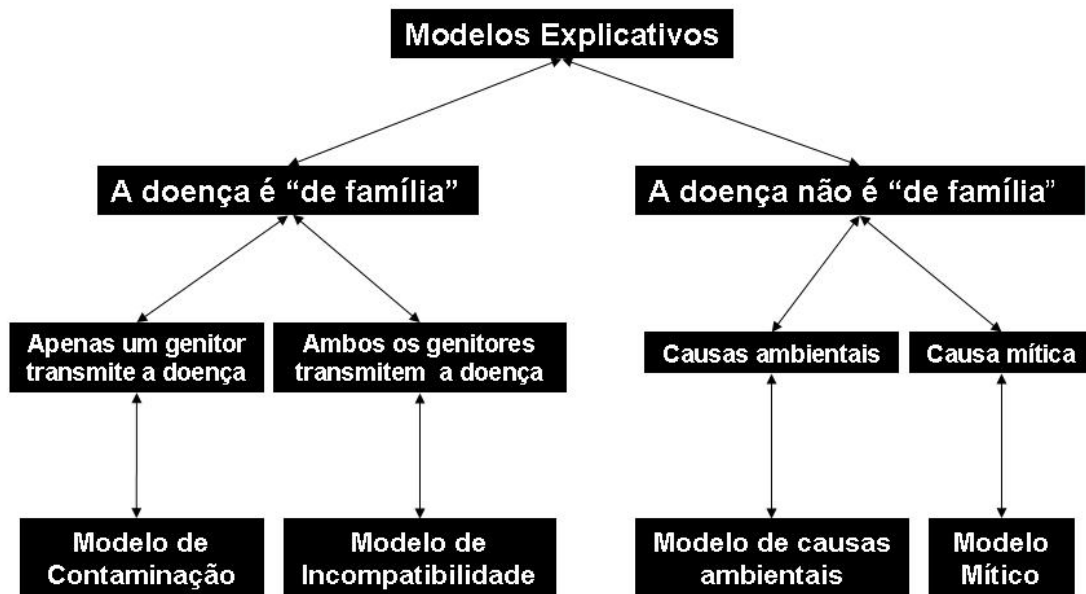 Modelos Explicativos
A doença é “de família”
A doença não é “de família”
Apenas um genitor
transmite a doença
Ambos os genitores
transmitem a doença
Causas ambientais
Causa mítica
Modelo de
Contaminação
Modelo de
Incompatibilidade
Modelo de causas
ambientais
Modelo
Mítico